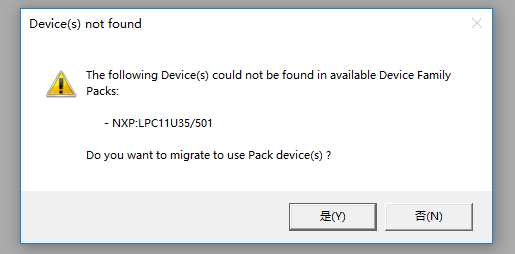 Device(s) not found
The following Device(s) could not be found in available Device Family
Packs:
- NXP:LPC11U35/501
Do you want to migrate to use Pack device(s) ?
是(Y)
否(N)